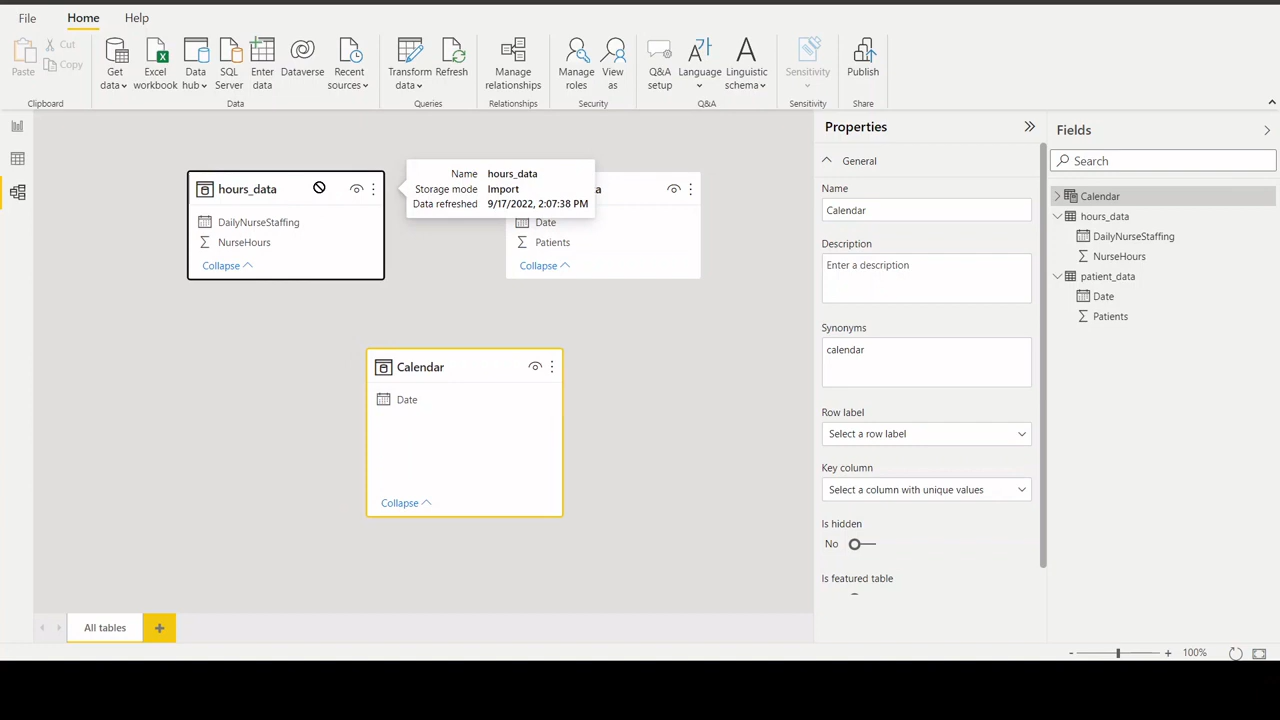 File Home Help
Paste Cut Copy
Clipboard
Get data Excel workbook Data hub SQL Server Enter data Dataverse Recent sources
Data
Transform data Refresh
Queries
Manage relationships
Relationships
Manage roles View as
Security
Q&A setup Language Linguistic schema
Q&A
Sensitivity
Sensitivity
Publish
Share
hours_data
DailyNurseStaffing
NurseHours
Collapse
Name hours_data
Storage mode Import
Data refreshed 9/17/2022, 2:07:38 PM
a
Date
Patients
Collapse
Calendar
Date
Collapse
Properties
General
Name
Calendar
Description
Enter a description
Synonyms
calendar
Row label
Select a row label
Key column
Select a column with unique values
Is hidden
No
Is featured table
Fields
Search
Calendar
hours_data
DailyNurseStaffing
NurseHours
patient_data
Date
Patients
All tables
- + 100%